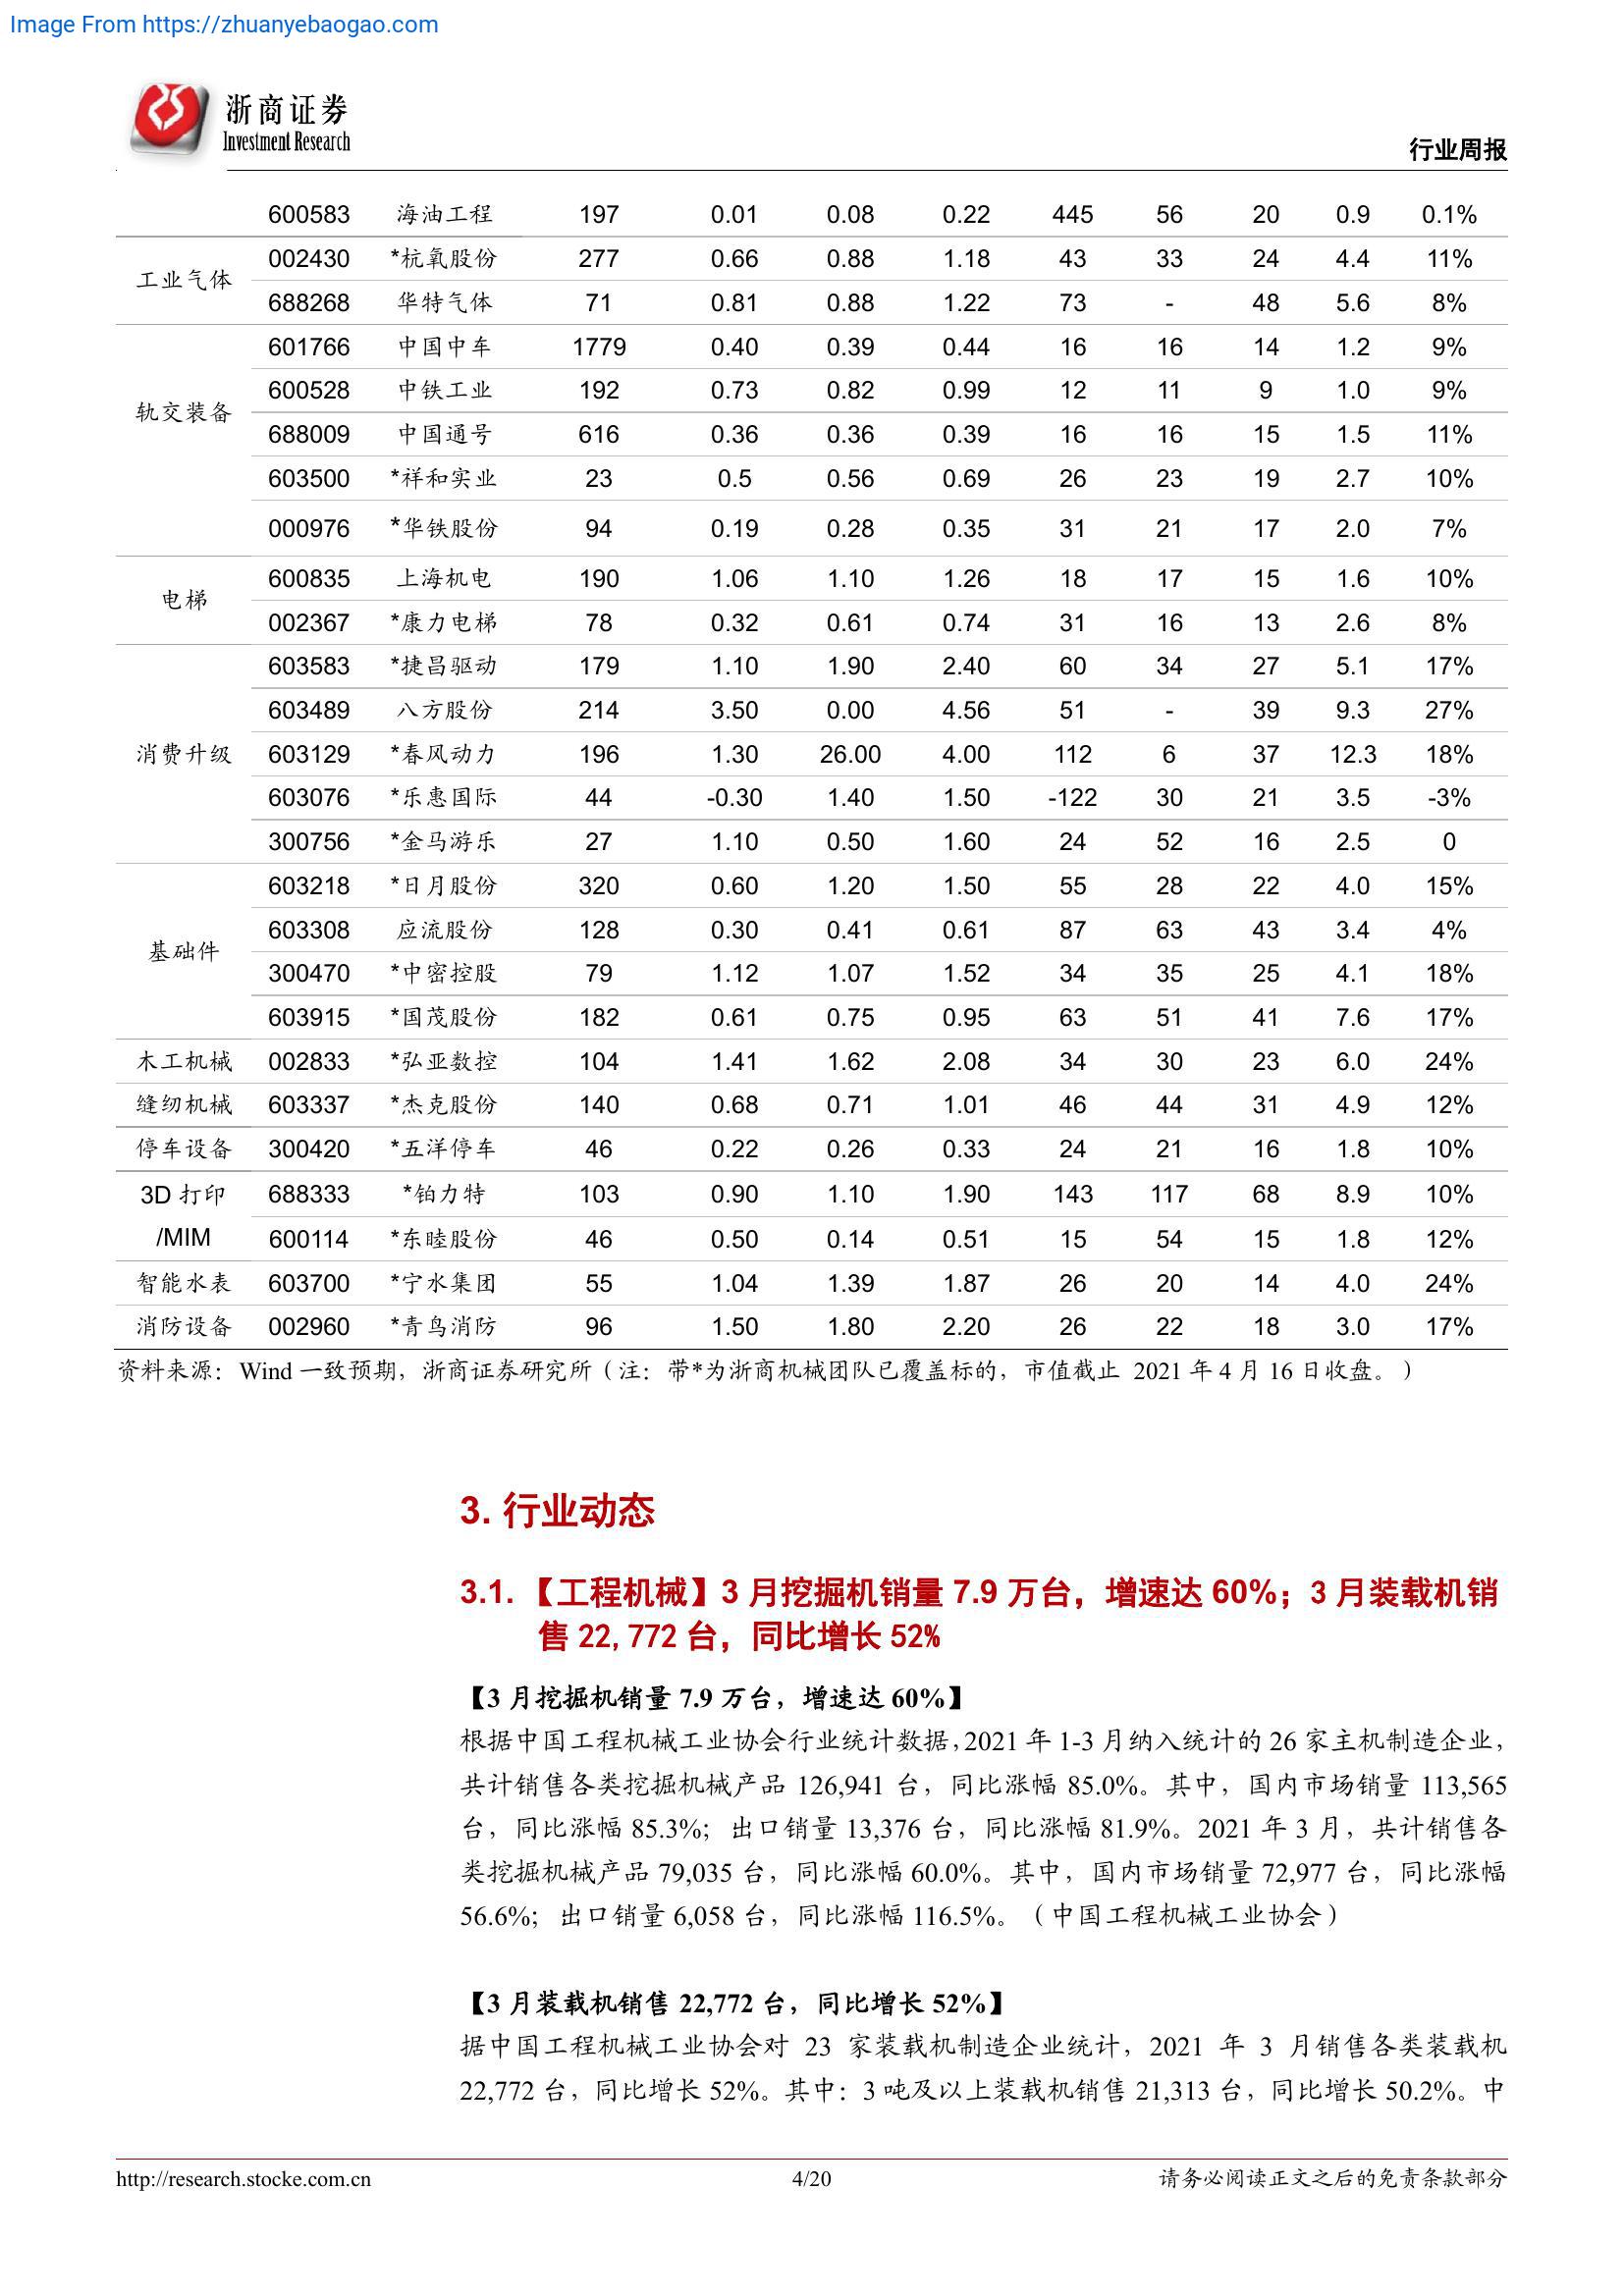 Image From https://zhuanyebaogao.com
浙商证券
Investment Research
行业周报
600583 海油工程 197 0.01 0.08 0.22 445 56 20 0.9 0.1%
工业气体 002430 *杭氧股份 277 0.66 0.88 1.18 43 33 24 4.4 11%
688268 华特气体 71 0.81 0.88 1.22 73 - 48 5.6 8%
轨交装备 601766 中国中车 1779 0.40 0.39 0.44 16 16 14 1.2 9%
600528 中铁工业 192 0.73 0.82 0.99 12 11 9 1.0 9%
688009 中国通号 616 0.36 0.36 0.39 16 16 15 1.5 11%
603500 *祥和实业 23 0.5 0.56 0.69 26 23 19 2.7 10%
000976 *华铁股份 94 0.19 0.28 0.35 31 21 17 2.0 7%
电梯 600835 上海机电 190 1.06 1.10 1.26 18 17 15 1.6 10%
002367 *康力电梯 78 0.32 0.61 0.74 31 16 13 2.6 8%
消费升级 603583 *捷昌驱动 179 1.10 1.90 2.40 60 34 27 5.1 17%
603489 八方股份 214 3.50 0.00 4.56 51 - 39 9.3 27%
603129 *春风动力 196 1.30 26.00 4.00 112 6 37 12.3 18%
603076 *乐惠国际 44 -0.30 1.40 1.50 -122 30 21 3.5 -3%
300756 *金马游乐 27 1.10 0.50 1.60 24 52 16 2.5 0
基础件 603218 *日月股份 320 0.60 1.20 1.50 55 28 22 4.0 15%
603308 应流股份 128 0.30 0.41 0.61 87 63 43 3.4 4%
300470 *中密控股 79 1.12 1.07 1.52 34 35 25 4.1 18%
603915 *国茂股份 182 0.61 0.75 0.95 63 51 41 7.6 17%
木工机械 002833 *弘亚数控 104 1.41 1.62 2.08 34 30 23 6.0 24%
缝纫机械 603337 *杰克股份 140 0.68 0.71 1.01 46 44 31 4.9 12%
停车设备 300420 *五洋停车 46 0.22 0.26 0.33 24 21 16 1.8 10%
3D 打印 688333 *铂力特 103 0.90 1.10 1.90 143 117 68 8.9 10%
/MIM 600114 *东睦股份 46 0.50 0.14 0.51 15 54 15 1.8 12%
智能水表 603700 *宁水集团 55 1.04 1.39 1.87 26 20 14 4.0 24%
消防设备 002960 *青鸟消防 96 1.50 1.80 2.20 26 22 18 3.0 17%
资料来源：Wind 一致预期，浙商证券研究所（注：带*为浙商机械团队已覆盖标的，市值截止 2021 年 4 月 16 日收盘。）
3. 行业动态
3.1. 【工程机械】3 月挖掘机销量 7.9 万台，增速达 60%；3 月装载机销
售 22,772 台，同比增长 52%
【3 月挖掘机销量 7.9 万台，增速达 60%】
根据中国工程机械工业协会行业统计数据，2021 年 1-3 月纳入统计的 26 家主机制造企业，
共计销售各类挖掘机械产品 126,941 台，同比涨幅 85.0%。其中，国内市场销量 113,565
台，同比涨幅 85.3%；出口销量 13,376 台，同比涨幅 81.9%。2021 年 3 月，共计销售各
类挖掘机械产品 79,035 台，同比涨幅 60.0%。其中，国内市场销量 72,977 台，同比涨幅
56.6%；出口销量 6,058 台，同比涨幅 116.5%。（中国工程机械工业协会）
【3 月装载机销售 22,772 台，同比增长 52%】
据中国工程机械工业协会对 23 家装载机制造企业统计，2021 年 3 月销售各类装载机
22,772 台，同比增长 52%。其中：3 吨及以上装载机销售 21,313 台，同比增长 50.2%。中
http://research.stocke.com.cn 4/20 请务必阅读正文之后的免责条款部分